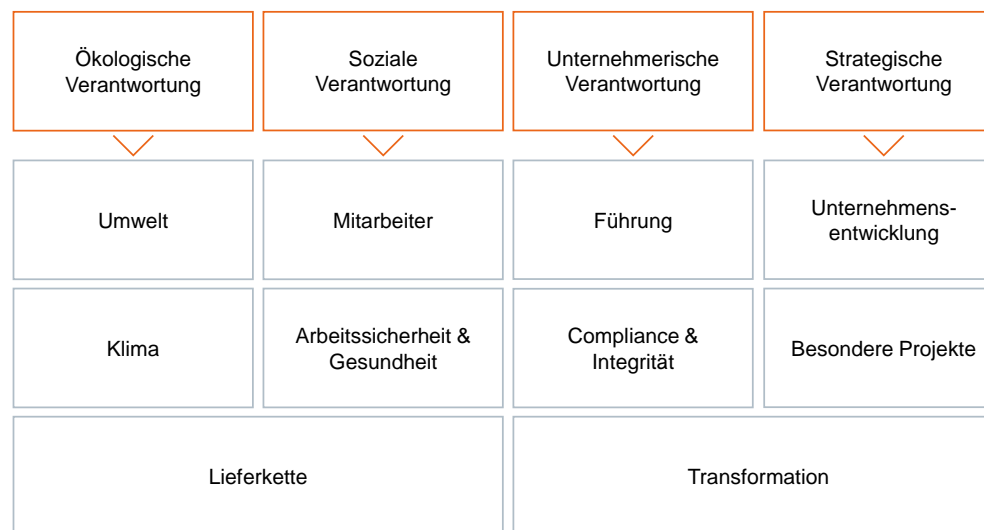 Ökologische
Verantwortung
Soziale
Verantwortung
Unternehmerische
Verantwortung
Strategische
Verantwortung
Umwelt
Mitarbeiter
Führung
Unternehmens-
entwicklung
Klima
Arbeitssicherheit &
Gesundheit
Compliance &
Integrität
Besondere Projekte
Lieferkette
Transformation